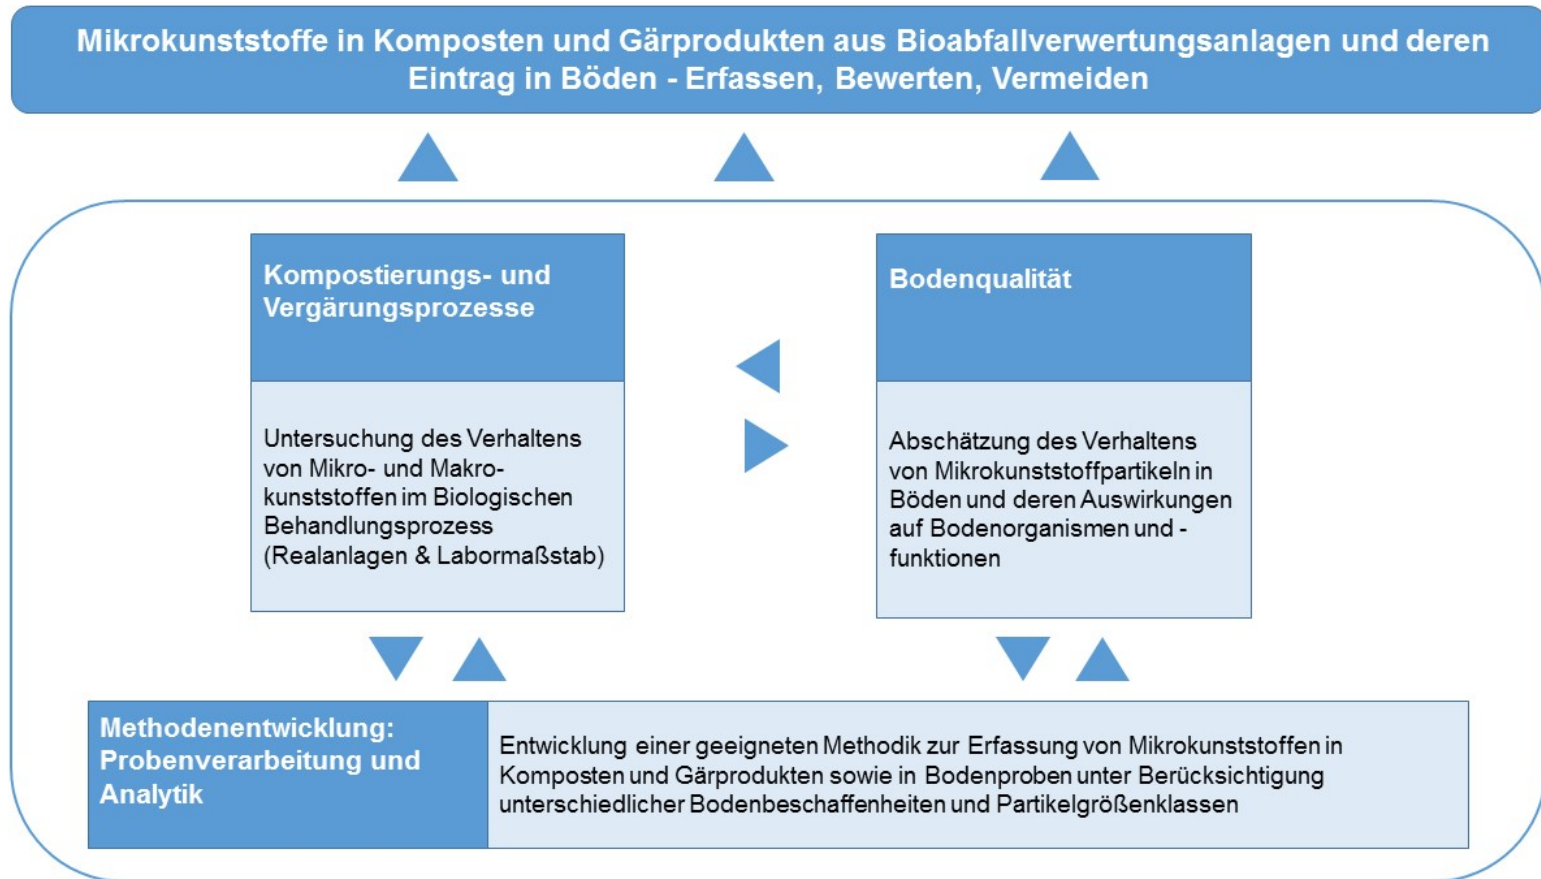 Mikrokunststoffe in Komposten und Gärprodukten aus Bioabfallverwertungsanlagen und deren
Eintrag in Böden - Erfassen, Bewerten, Vermeiden
Kompostierungs- und
Vergärungsprozesse
Untersuchung des Verhaltens
von Mikro- und Makro-
kunststoffen im Biologischen
Behandlungsprozess
(Realanlagen & Labormaßstab)
Bodenqualität
Abschätzung des Verhaltens
von Mikrokunststoffpartikeln in
Böden und deren Auswirkungen
auf Bodenorganismen und -
funktionen
Methodenentwicklung:
Probenverarbeitung und
Analytik
Entwicklung einer geeigneten Methodik zur Erfassung von Mikrokunststoffen in
Komposten und Gärprodukten sowie in Bodenproben unter Berücksichtigung
unterschiedlicher Bodenbeschaffenheiten und Partikelgrößenklassen